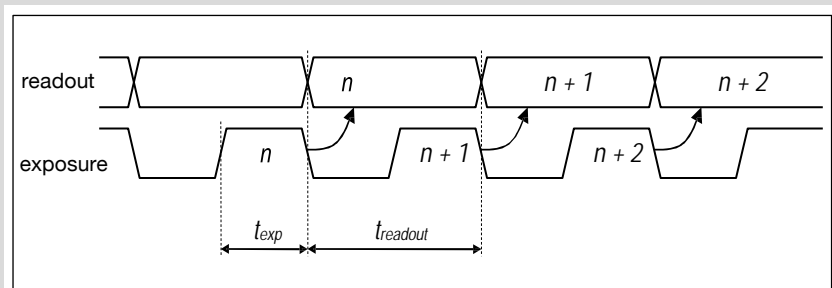 readout n n + 1 n + 2
exposure n n + 1 n + 2
texp treadout